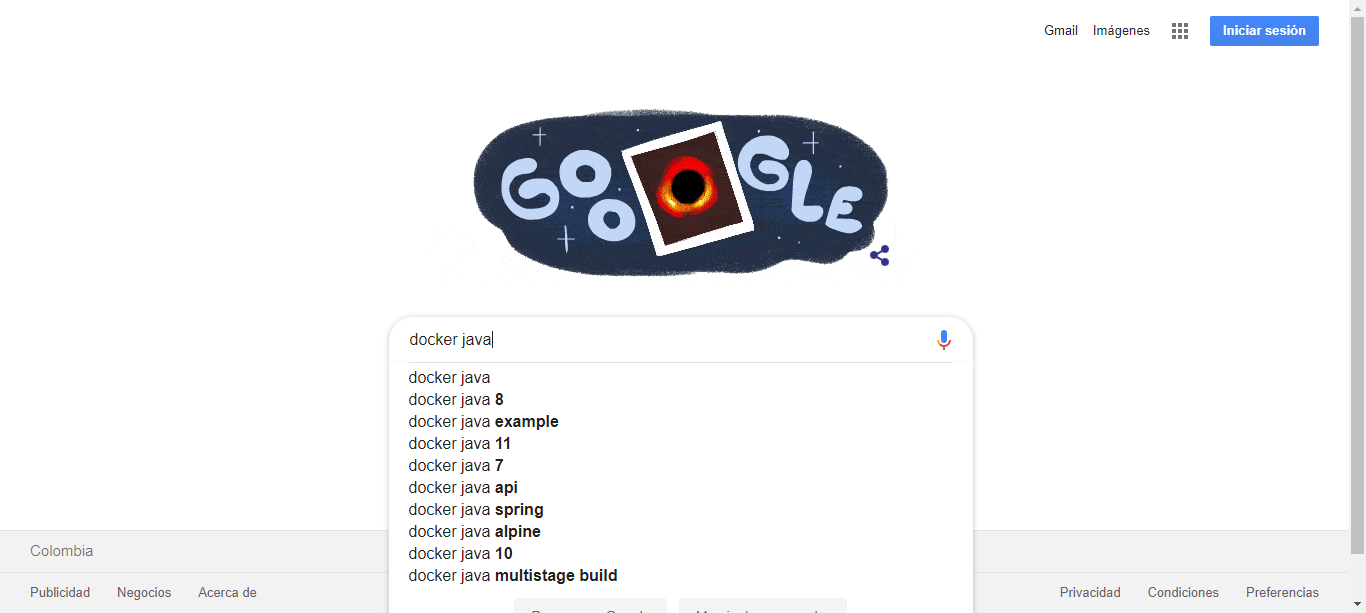 Gmail Imágenes Iniciar sesión
GOOGLE
docker java
docker java
docker java 8
docker java example
docker java 11
docker java 7
docker java api
docker java spring
docker java alpine
docker java 10
docker java multistage build
Colombia
Publicidad Negocios Acerca de
Privacidad Condiciones Preferencias